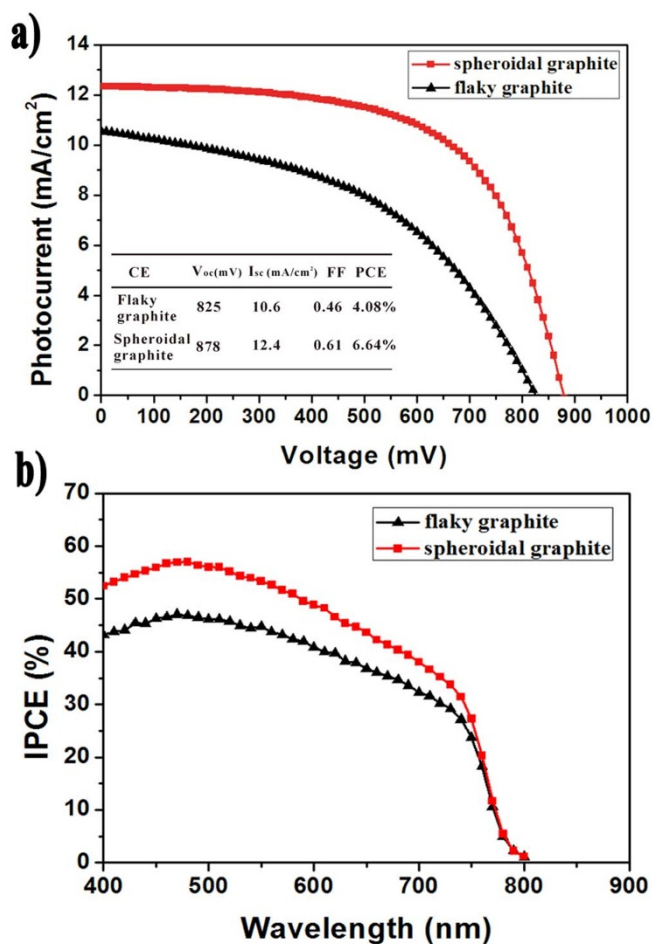 a)
14
12
10
8
6
4
2
0
Photocurrent (mA/cm²)
spheroidal graphite
flaky graphite
CE Voc(mV) Isc (mA/cm²) FF PCE
Flaky
graphite 825 10.6 0.46 4.08%
Spheroidal
graphite 878 12.4 0.61 6.64%
0 100 200 300 400 500 600 700 800 900 1000
Voltage (mV)
b)
70
60
50
40
30
20
10
0
IPCE (%)
flaky graphite
spheroidal graphite
400 500 600 700 800 900
Wavelength (nm)